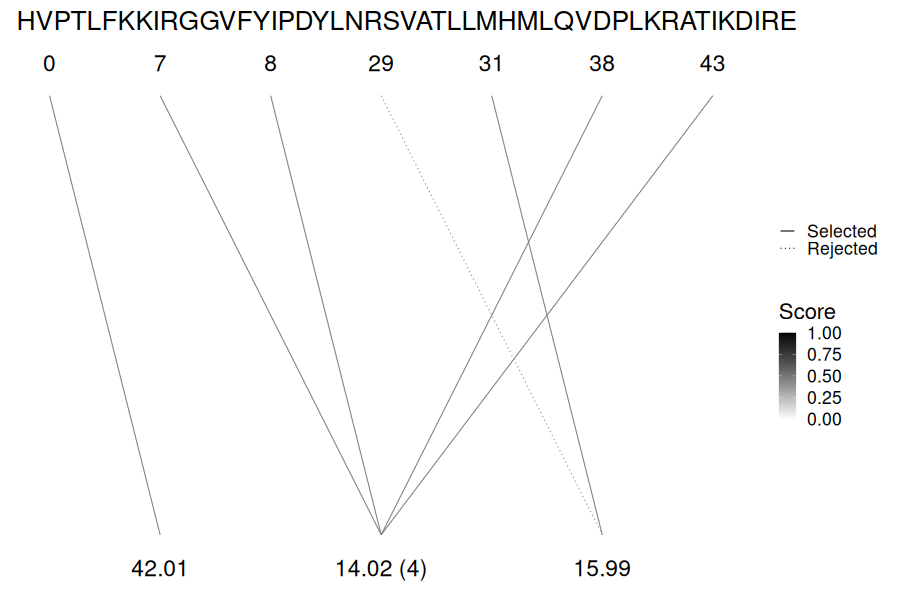 HVPTLFKKIRGGVFYIPDYLNRSVATLLMHMLQVDPLKRATIKDIRE
0 7 8 29 31 38 43
Selected
Rejected
Score
1.00
0.75
0.50
0.25
0.00
42.01 14.02 (4) 15.99